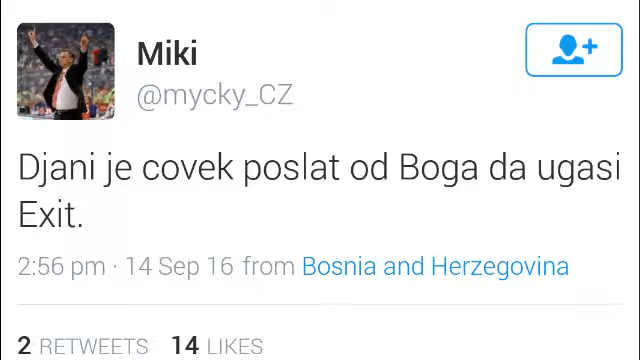 Miki
@mycky_CZ
Djani je covek poslat od Boga da ugasi
Exit.
2:56 pm · 14 Sep 16 from Bosnia and Herzegovina
2 RETWEETS 14 LIKES